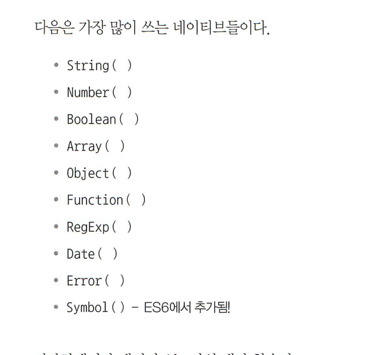 다음은 가장 많이 쓰는 네이티브들이다.
• String( )
• Number( )
• Boolean( )
• Array( )
• Object( )
• Function( )
• RegExp( )
• Date( )
• Error( )
• Symbol() – ES6에서 추가됨!